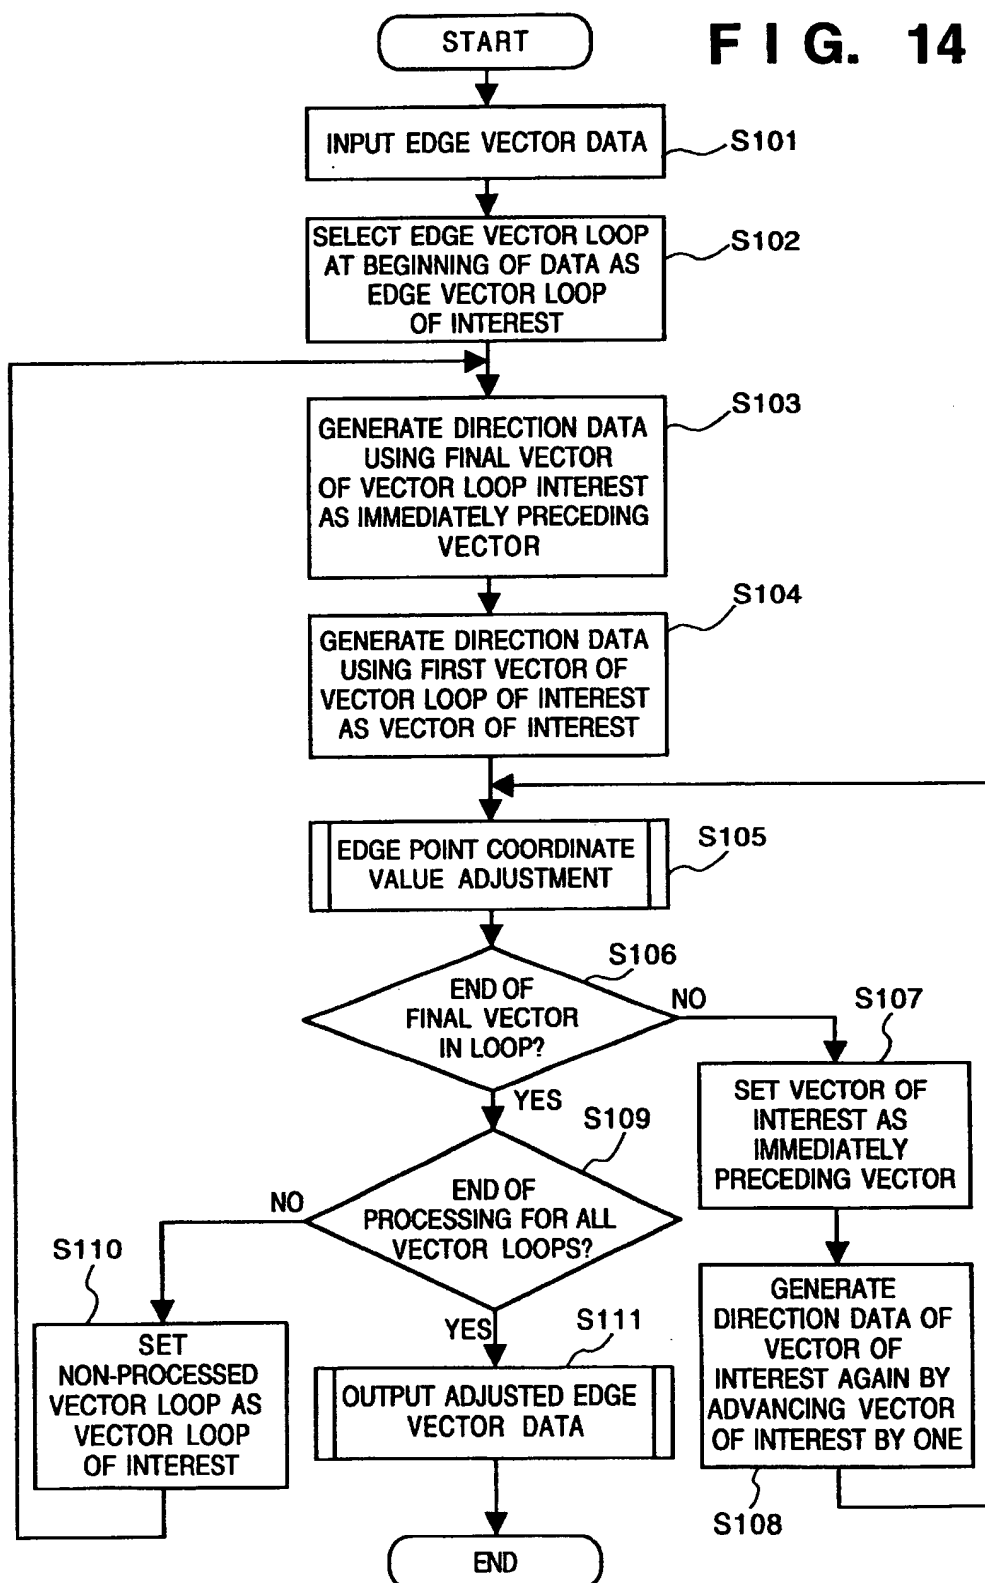 START
F I G. 14
INPUT EDGE VECTOR DATA
S101
SELECT EDGE VECTOR LOOP
AT BEGINNING OF DATA AS
EDGE VECTOR LOOP
OF INTEREST
S102
GENERATE DIRECTION DATA
USING FINAL VECTOR
OF VECTOR LOOP INTEREST
AS IMMEDIATELY PRECEDING
VECTOR
S103
GENERATE DIRECTION DATA
USING FIRST VECTOR OF
VECTOR LOOP OF INTEREST
AS VECTOR OF INTEREST
S104
EDGE POINT COORDINATE
VALUE ADJUSTMENT
S105
END OF
FINAL VECTOR
IN LOOP?
S106
NO
YES
S107
SET VECTOR OF
INTEREST AS
IMMEDIATELY
PRECEDING VECTOR
S109
END OF
PROCESSING FOR ALL
VECTOR LOOPS?
NO
YES
S110
SET
NON-PROCESSED
VECTOR LOOP AS
VECTOR LOOP
OF INTEREST
GENERATE
DIRECTION DATA OF
VECTOR OF
INTEREST AGAIN BY
ADVANCING VECTOR
OF INTEREST BY ONE
S108
S111
OUTPUT ADJUSTED EDGE
VECTOR DATA
END